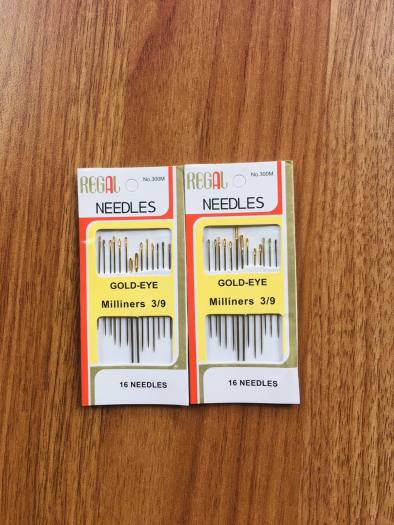 REGAL
No.300M
NEEDLES
GOLD-EYE
Milliners 3/9
16 NEEDLES
REGAL
No.300M
NEEDLES
GOLD-EYE
Milliners 3/9
16 NEEDLES